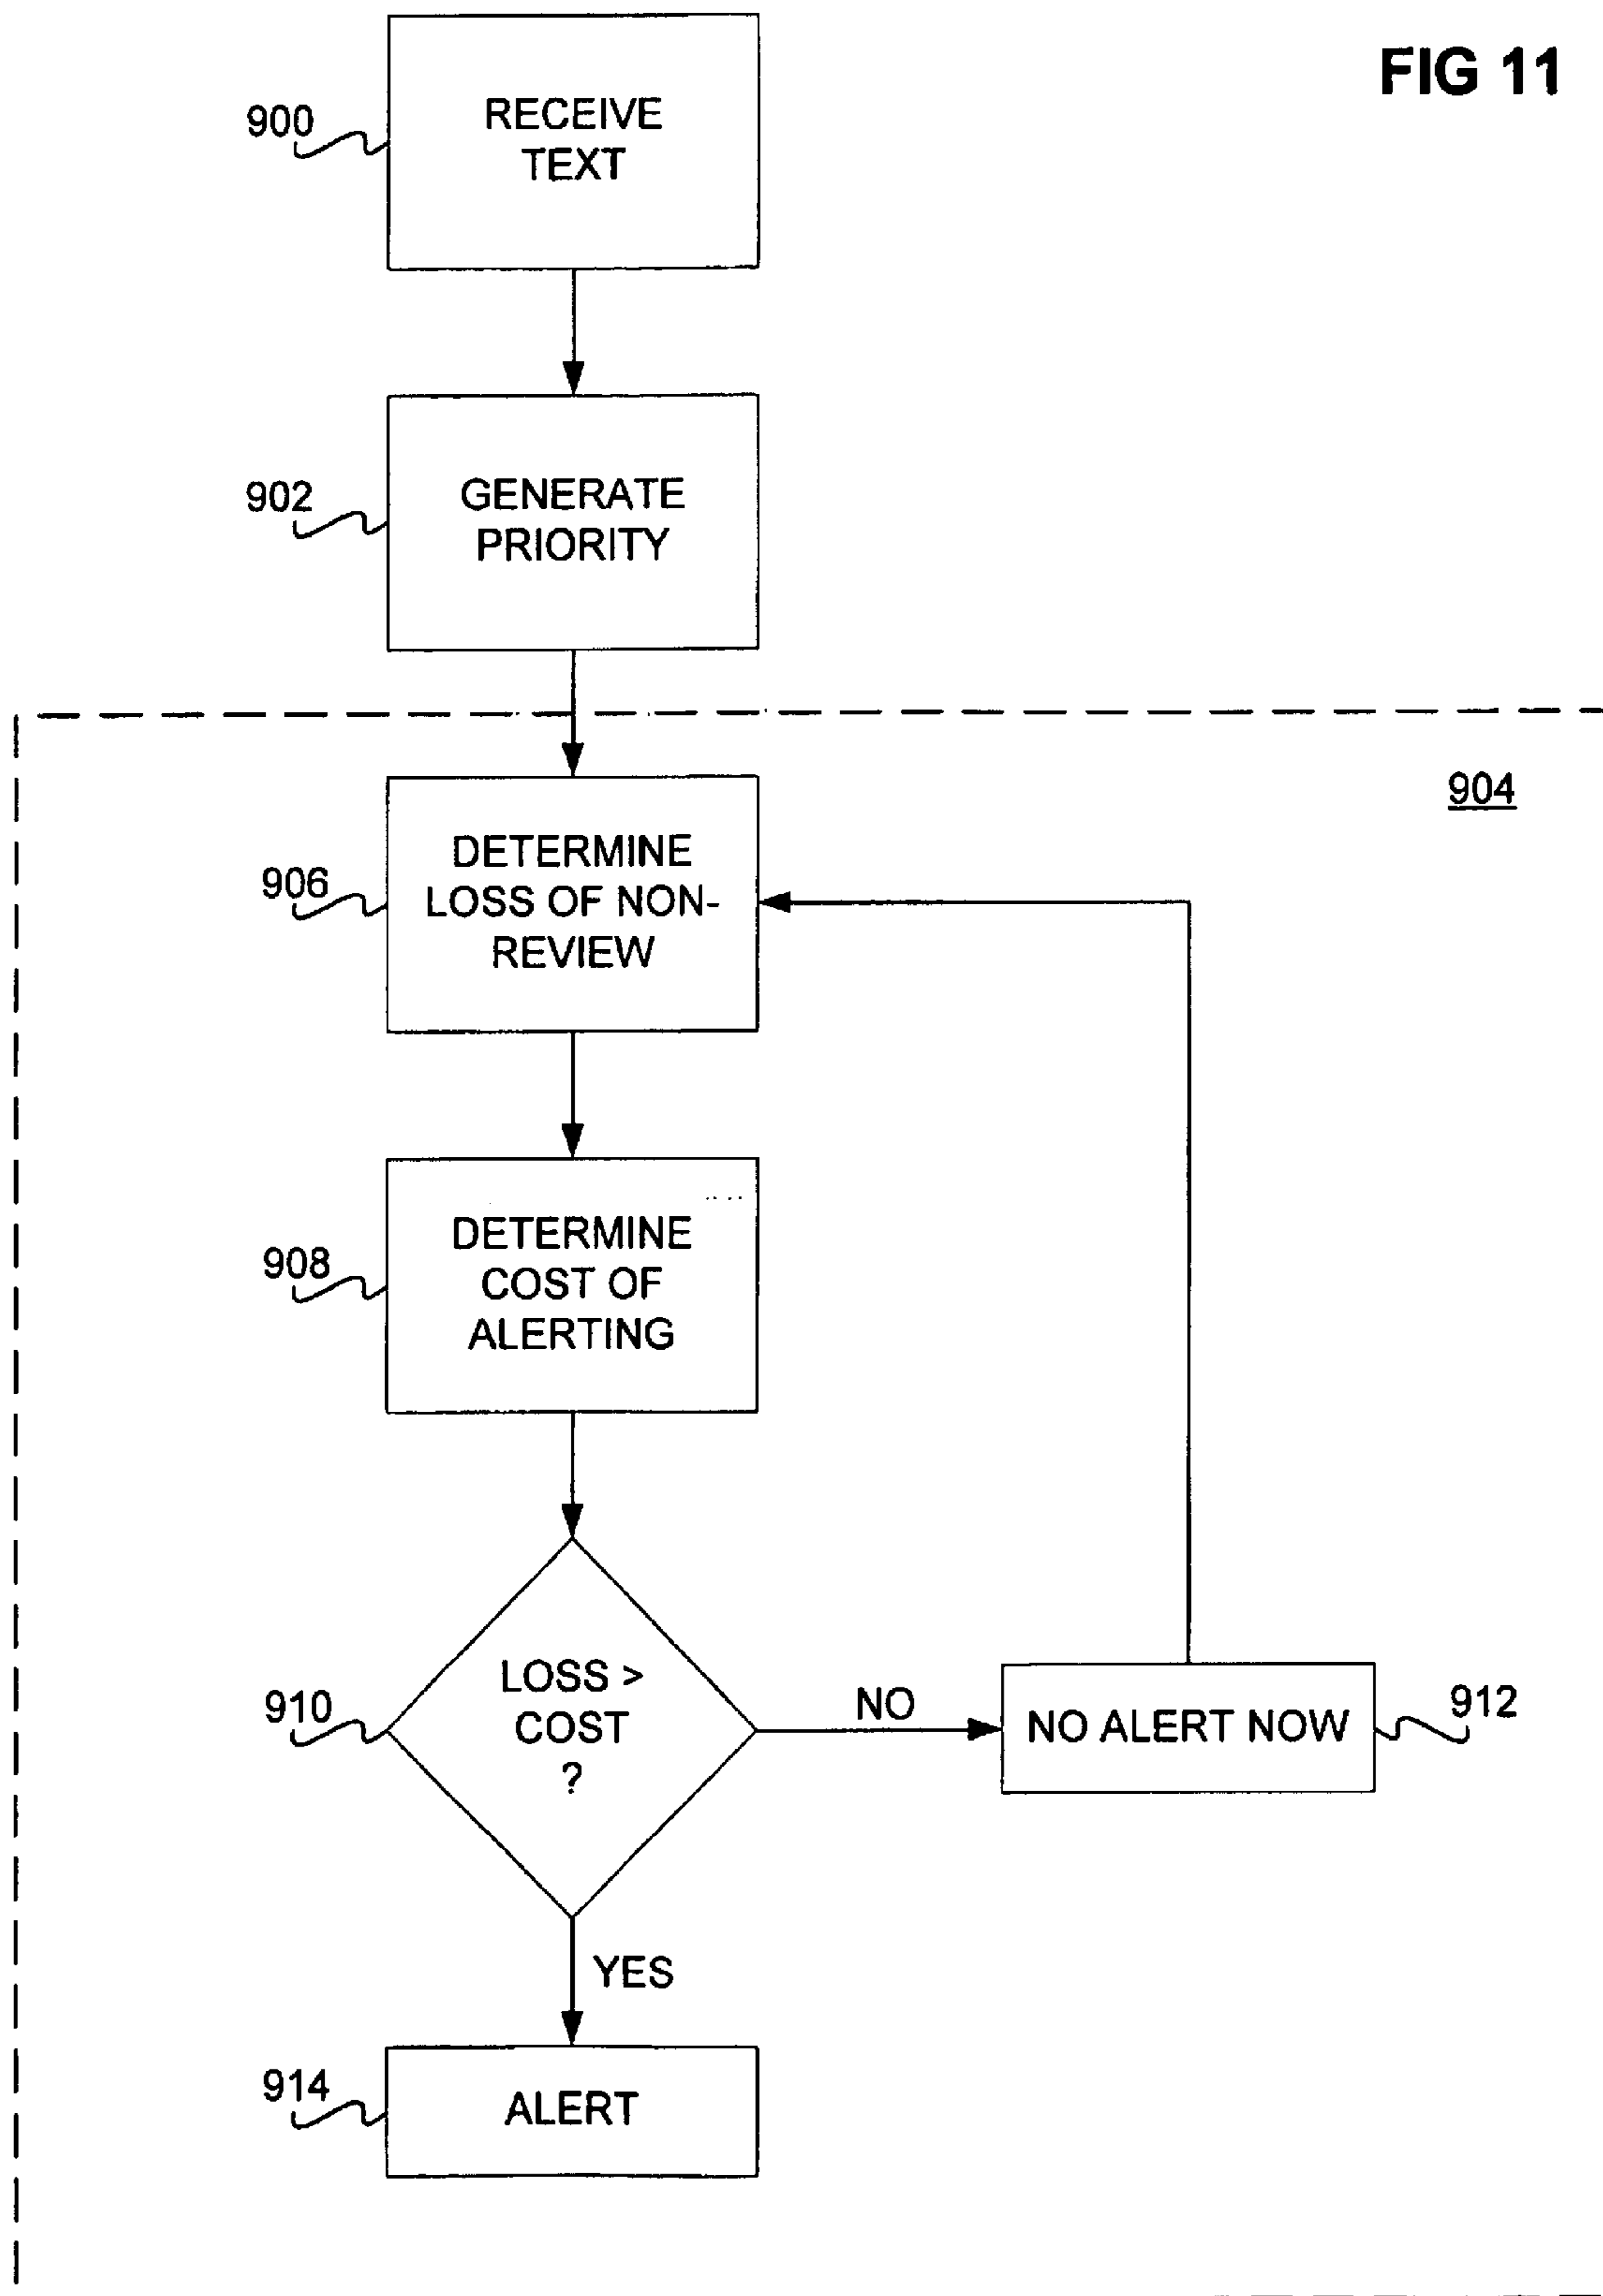 FIG 11
900
RECEIVE
TEXT
902
GENERATE
PRIORITY
904
906
DETERMINE
LOSS OF NON-
REVIEW
908
DETERMINE
COST OF
ALERTING
910
LOSS >
COST
?
NO
NO ALERT NOW
912
YES
914
ALERT